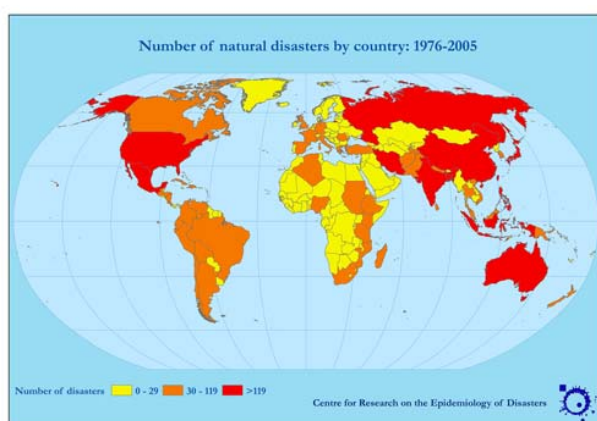 Number of natural disasters by country: 1976-2005
Number of disasters 0 - 29 30 - 119 >119
Centre for Research on the Epidemiology of Disasters